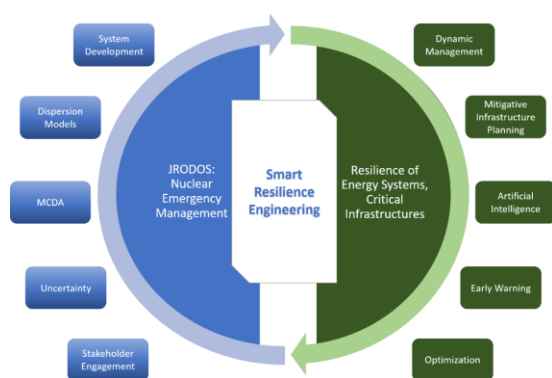 System
Development
Dispersion
Models
MCDA
Uncertainty
Stakeholder
Engagement
JRODOS:
Nuclear
Emergency
Management
Smart
Resilience
Engineering
Resilience of
Energy Systems,
Critical
Infrastructures
Dynamic
Management
Mitigative
Infrastructure
Planning
Artificial
Intelligence
Early Warning
Optimization